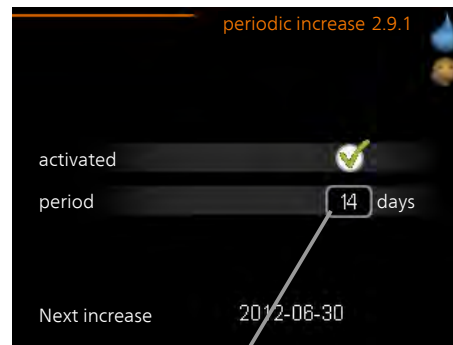 periodic increase 2.9.1
activated
period 14 days
Next increase 2012-06-30